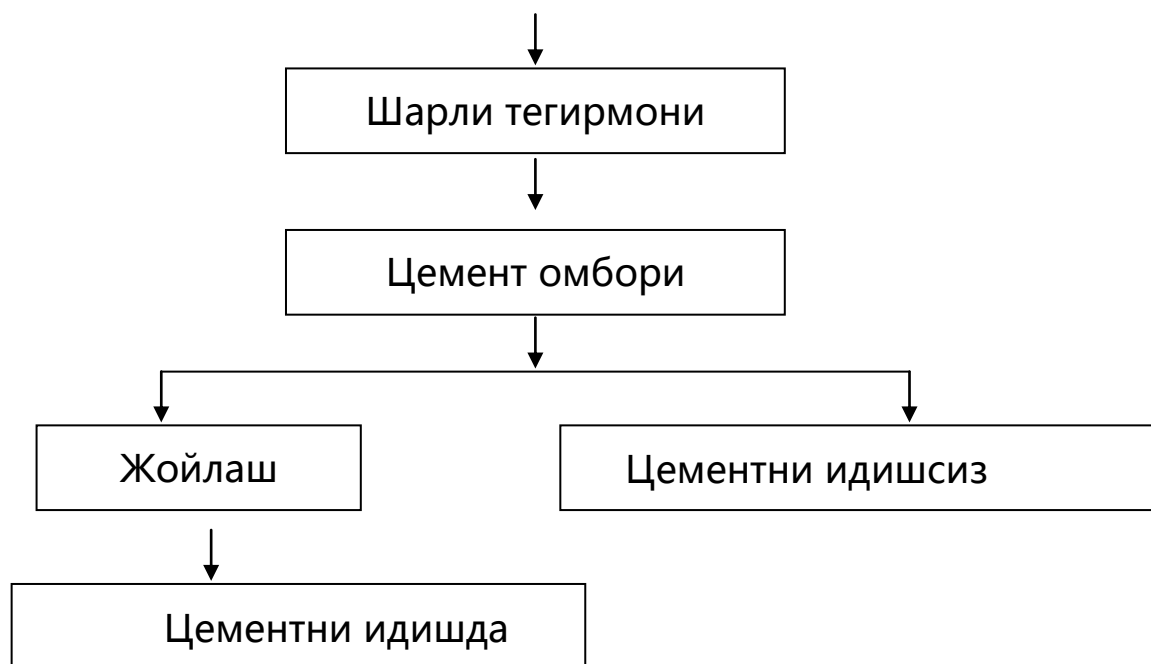 Шарли тегирмони
Цемент омбори
Жойлаш
Цементни идишсиз
Цементни идишда